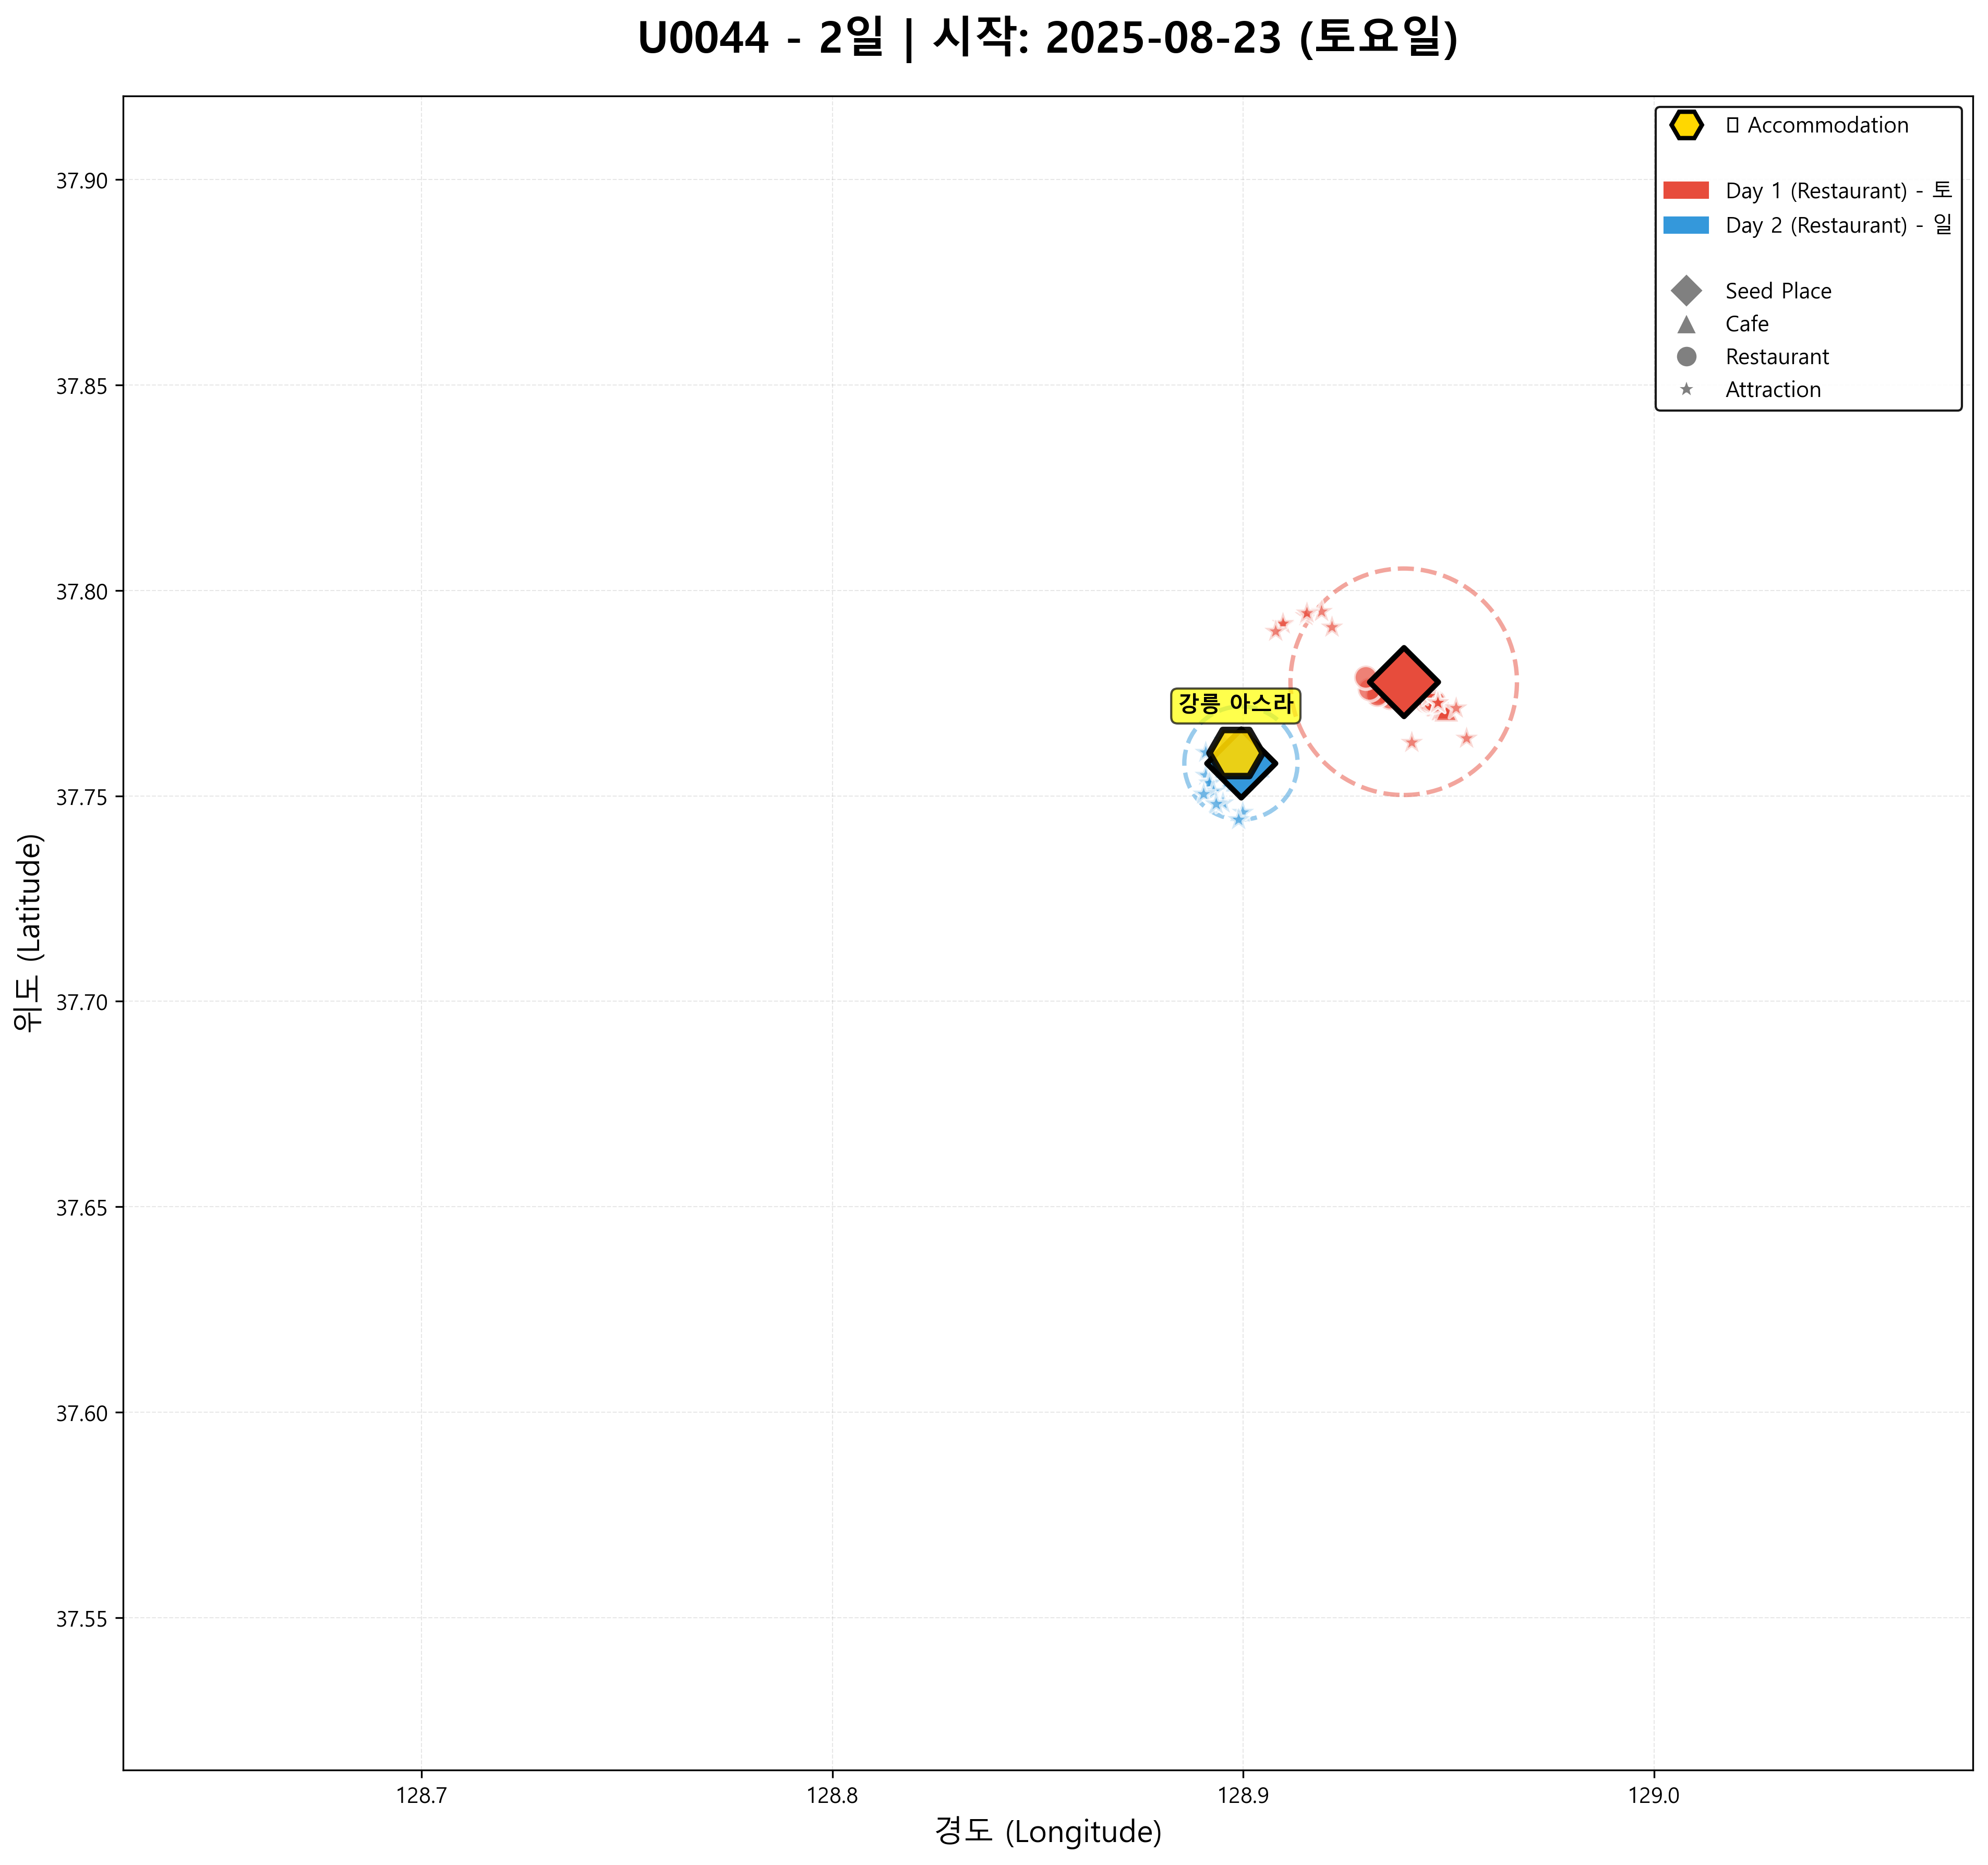 U0044 - 2일 | 시작: 2025-08-23 (토요일)
Accommodation
Day 1 (Restaurant) - 토
Day 2 (Restaurant) - 일
Seed Place
Cafe
Restaurant
Attraction
37.90
37.85
37.80
37.75
37.70
37.65
37.60
37.55
강릉 아스라
위도 (Latitude)
128.7
128.8
128.9
129.0
경도 (Longitude)